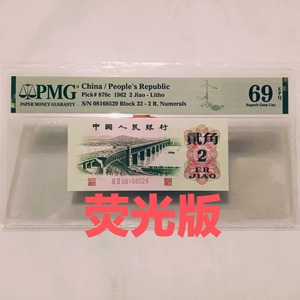 PMG
PAPER MONEY GUARANTY
China / People's Republic
Pick# 878c 1962 2 Jiao - Litho
S/N 08168529 Block 32 - 2 R. Numerals
69 EPQ
Superb Gem Unc
中国人民银行
贰角
2
ER
JIAO
08168529
荧光版